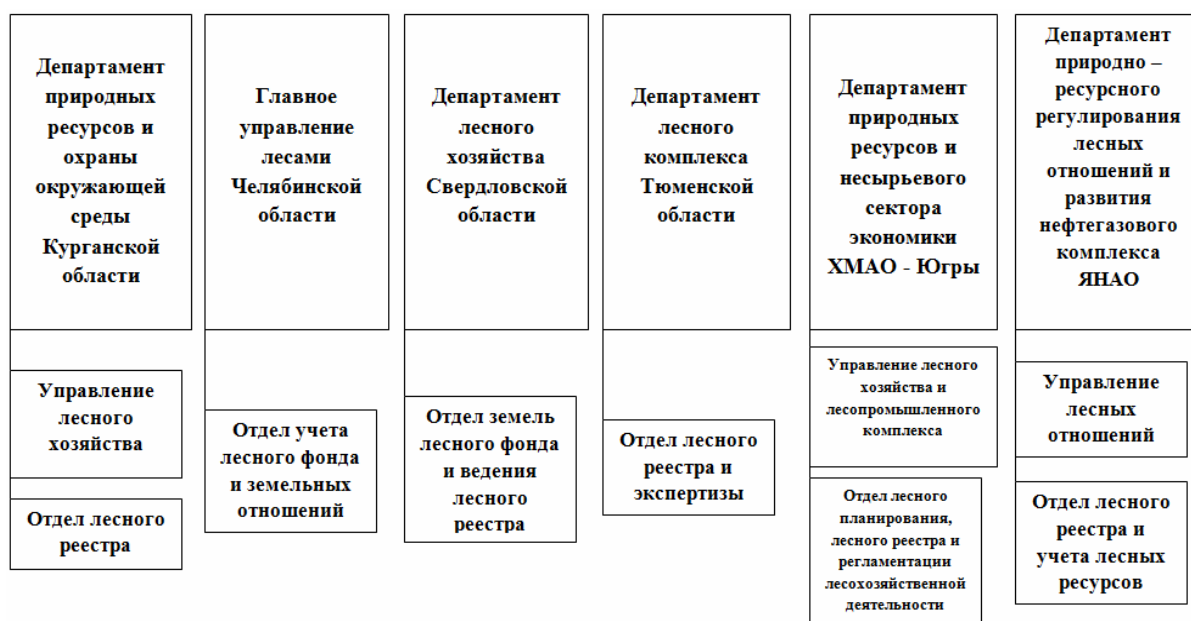 Департамент
природных
ресурсов и
охраны
окружающей
среды
Курганской
области
Управление
лесного
хозяйства
Отдел лесного
реестра
Главное
управление
лесами
Челябинской
области
Отдел учета
лесного фонда
и земельных
отношений
Департамент
лесного
хозяйства
Свердловской
области
Отдел земель
лесного фонда
и ведения
лесного
реестра
Департамент
лесного
комплекса
Тюменской
области
Отдел лесного
реестра и
экспертизы
Департамент
природных
ресурсов и
несырьевого
сектора
экономики
ХМАО - Югры
Управление лесного
хозяйства и
лесопромышленного
комплекса
Отдел лесного
планирования,
лесного реестра и
регламентации
лесохозяйственной
деятельности
Департамент
природно –
ресурсного
регулирования
лесных
отношений и
развития
нефтегазового
комплекса
ЯНАО
Управление
лесных
отношений
Отдел лесного
реестра и
учета лесных
ресурсов